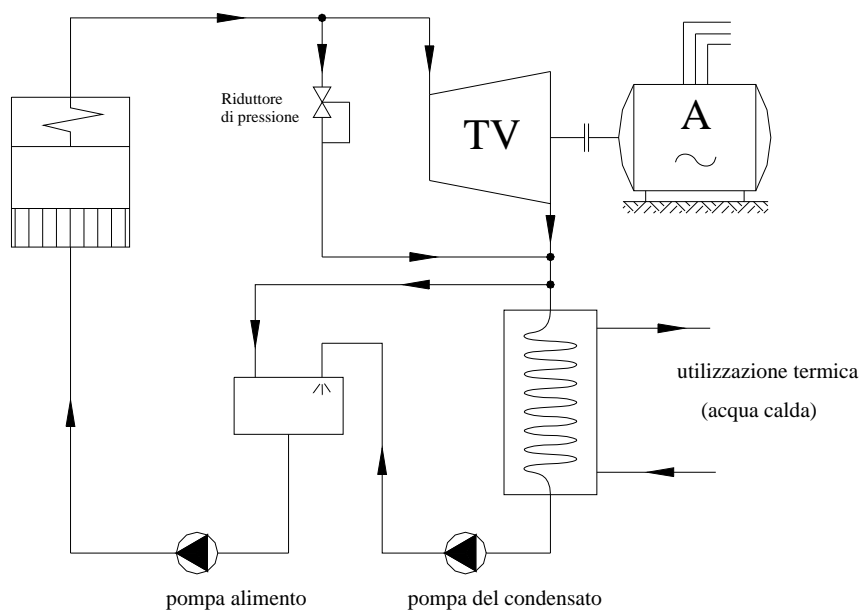 Riduttore
di pressione
TV
A
utilizzazione termica
(acqua calda)
pompa alimento
pompa del condensato